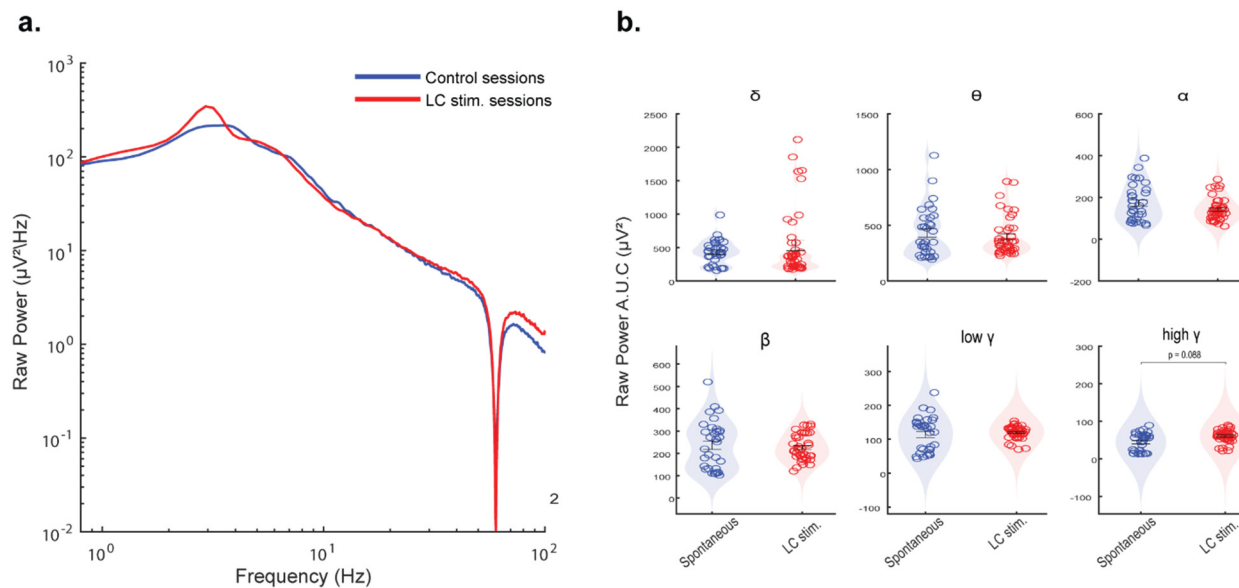 a.
Raw Power (µV²/Hz)
10³
10²
10¹
10⁰
10⁻¹
10⁻²
Control sessions
LC stim. sessions
2
10⁰
10¹
10²
Frequency (Hz)
b.
Raw Power A.U.C (µV²)
δ
2500
2000
1500
1000
500
0
θ
1500
1000
500
0
α
600
400
200
0
-200
β
600
500
400
300
200
100
0
Spontaneous
LC stim.
low γ
300
200
100
0
-100
Spontaneous
LC stim.
high γ
p = 0.088
300
200
100
0
-100
Spontaneous
LC stim.